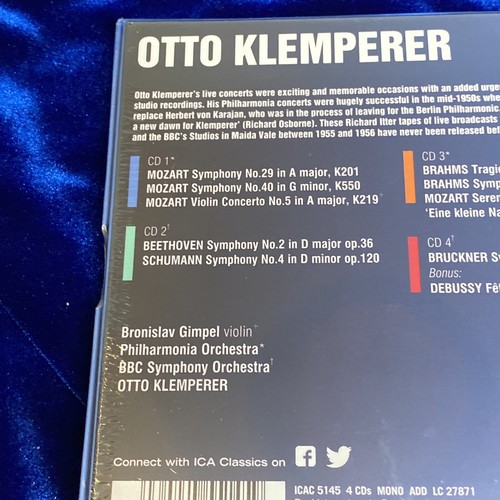 OTTO KLEMPERER
Otto Klemperer's live concerts were exciting and memorable occasions with an added urge
studio recordings. His Philharmonia concerts were hugely successful in the mid-1950s whe
replace Herbert von Karajan, who was in the process of leaving for the Berlin Philharmonic.
a new dawn for Klemperer' (Richard Osborne). These Richard Itter tapes of live broadcasts
and the BBC's Studios in Maida Vale between 1955 and 1956 have never been released befo
CD 1*
MOZART Symphony No.29 in A major, K201
MOZART Symphony No.40 in G minor, K550
MOZART Violin Concerto No.5 in A major, K219+
CD 2†
BEETHOVEN Symphony No.2 in D major op.36
SCHUMANN Symphony No.4 in D minor op.120
CD 3*
BRAHMS Tragi
BRAHMS Symp
MOZART Seren
'Eine kleine Na
CD 4†
BRUCKNER Sy
Bonus:
DEBUSSY Fê
Bronislav Gimpel violin+
Philharmonia Orchestra*
BBC Symphony Orchestra†
OTTO KLEMPERER
Connect with ICA Classics on
ICAC 5145 4 CDs MONO ADD LC 27871